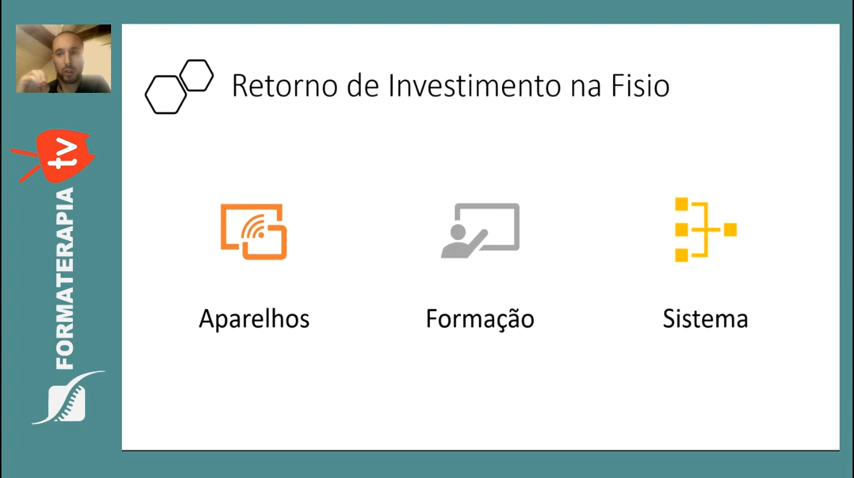 Retorno de Investimento na Fisio
Aparelhos
Formação
Sistema
tv
FORMATERAPIA